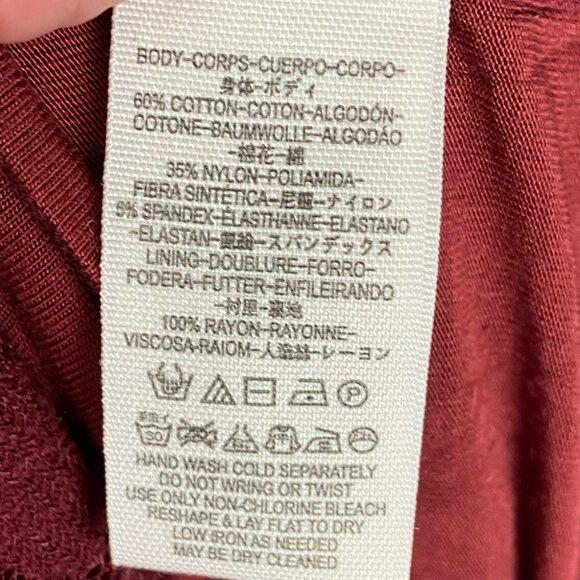 BODY-CORPS-CUERPO-CORPO-
身体-ボディ
60% COTTON-COTON-ALGODÓN-
COTONE-BAUMWOLLE-ALGODÃO
-棉花-綿
35% NYLON-POLIAMIDA-
FIBRA SINTÉTICA-尼龍-ナイロン
5% SPANDEX-ÉLASTHANNE-ELASTANO
-ELASTAN-氨綸-スパンデックス
LINING-DOUBLURE-FORRO-
FODERA-FUTTER-ENFILEIRANDO
-衬里-裏地
100% RAYON-RAYONNE-
VISCOSA-RAIOM-人造絲-レーヨン
P
30
HAND WASH COLD SEPARATELY
DO NOT WRING OR TWIST
USE ONLY NON-CHLORINE BLEACH
RESHAPE & LAY FLAT TO DRY
LOW IRON AS NEEDED
MAY BE DRY CLEANED